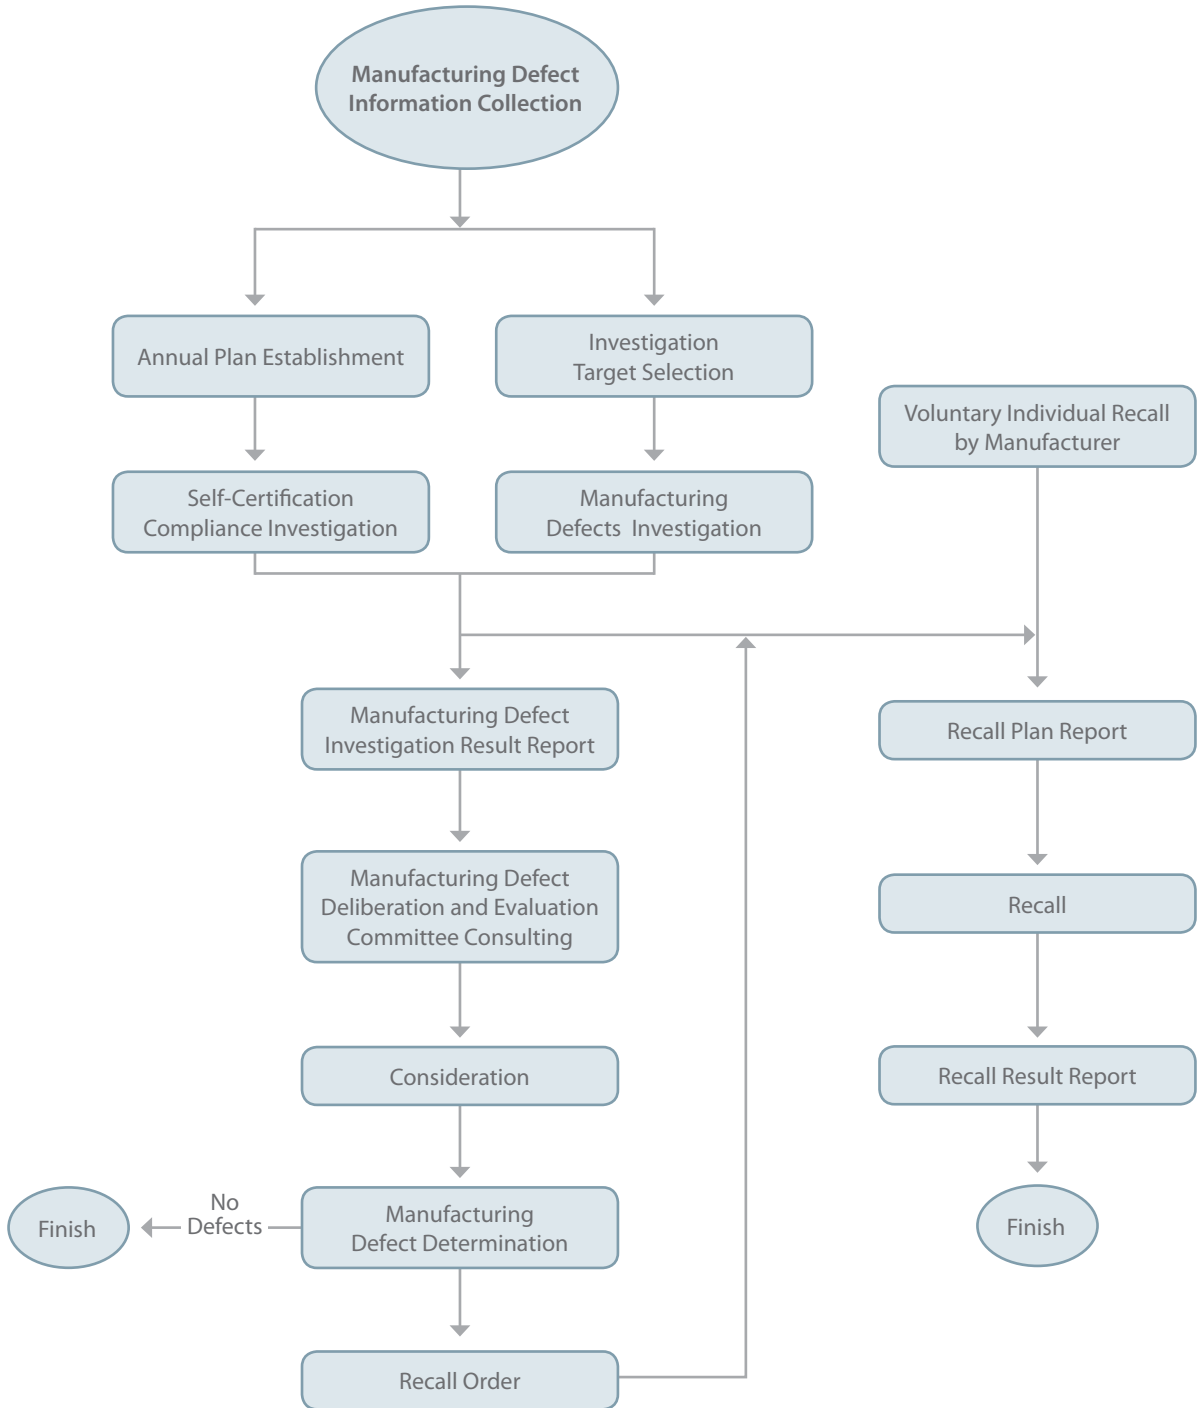 Manufacturing Defect
Information Collection
Annual Plan Establishment
Investigation
Target Selection
Voluntary Individual Recall
by Manufacturer
Self-Certification
Compliance Investigation
Manufacturing
Defects Investigation
Manufacturing Defect
Investigation Result Report
Recall Plan Report
Manufacturing Defect
Deliberation and Evaluation
Committee Consulting
Recall
Consideration
Recall Result Report
Finish
No
Defects
Manufacturing
Defect Determination
Finish
Recall Order